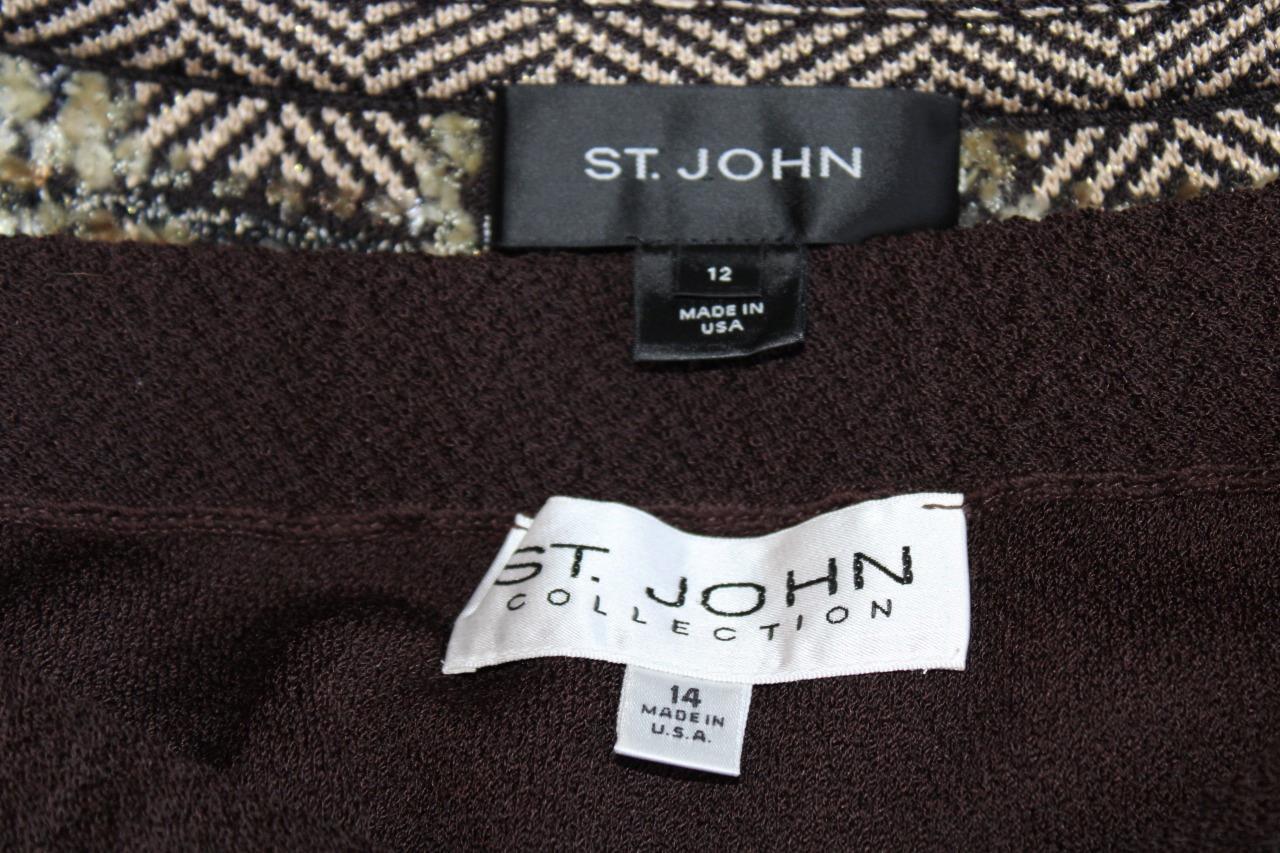 ST. JOHN
12
MADE IN
USA
ST. JOHN
COLLECTION
14
MADE IN
U.S.A.